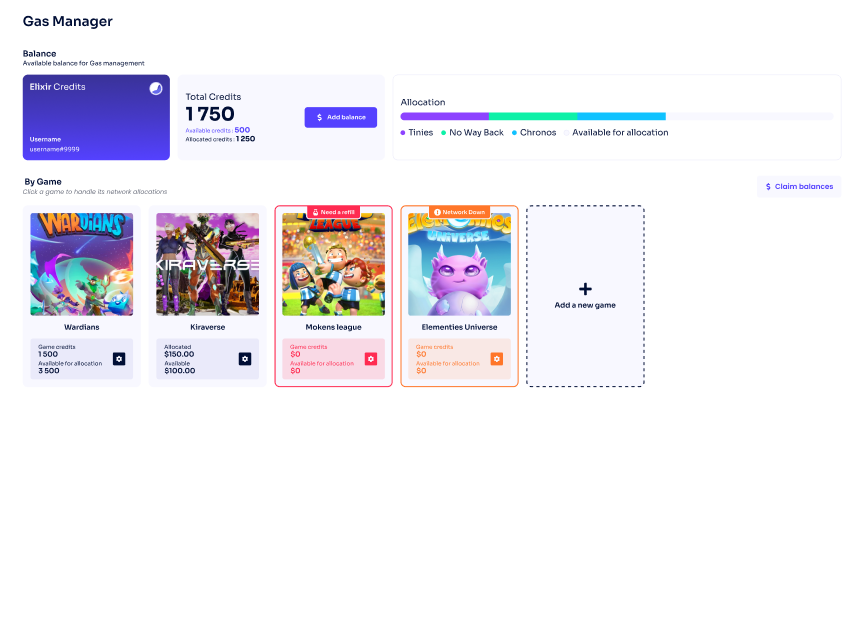 Gas Manager
Balance
Available balance for Gas management
Elixir Credits
Username
username#9999
Total Credits
1 750
Available credits : 500
Allocated credits : 1 250
$ Add balance
Allocation
Tinies
No Way Back
Chronos
Available for allocation
By Game
Click a game to handle its network allocations
$ Claim balances
WARDIANS
Wardians
Game credits
1 500
Available for allocation
3 500
KIRAVERSE
Kiraverse
Allocated
$150.00
Available
$100.00
Need a refill
LEAGUE
Mokens league
Game credits
$0
Available for allocation
$0
Network Down
UNIVERSE
Elementies Universe
Game credits
$0
Available for allocation
$0
Add a new game